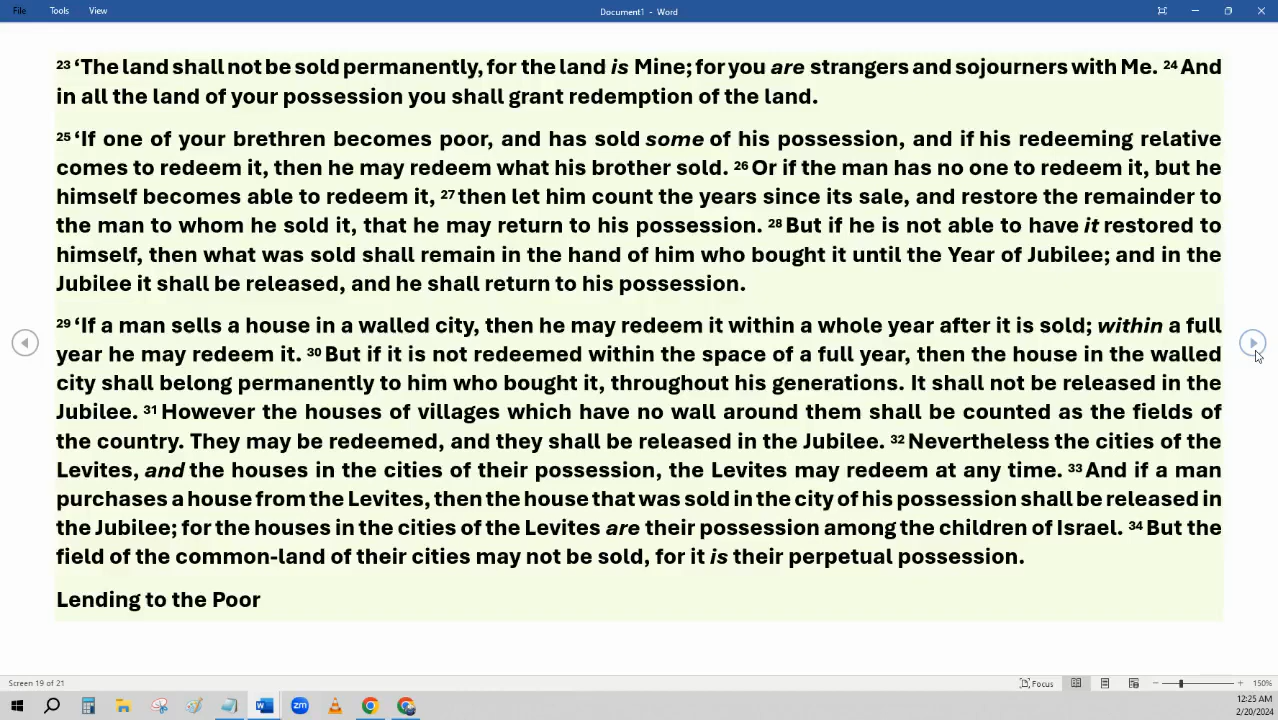 File Tools View Document1 - Word
23 ‘The land shall not be sold permanently, for the land is Mine; for you are strangers and sojourners with Me. 24 And
in all the land of your possession you shall grant redemption of the land.
25 ‘If one of your brethren becomes poor, and has sold some of his possession, and if his redeeming relative
comes to redeem it, then he may redeem what his brother sold. 26 Or if the man has no one to redeem it, but he
himself becomes able to redeem it, 27 then let him count the years since its sale, and restore the remainder to
the man to whom he sold it, that he may return to his possession. 28 But if he is not able to have it restored to
himself, then what was sold shall remain in the hand of him who bought it until the Year of Jubilee; and in the
Jubilee it shall be released, and he shall return to his possession.
29 ‘If a man sells a house in a walled city, then he may redeem it within a whole year after it is sold; within a full
year he may redeem it. 30 But if it is not redeemed within the space of a full year, then the house in the walled
city shall belong permanently to him who bought it, throughout his generations. It shall not be released in the
Jubilee. 31 However the houses of villages which have no wall around them shall be counted as the fields of
the country. They may be redeemed, and they shall be released in the Jubilee. 32 Nevertheless the cities of the
Levites, and the houses in the cities of their possession, the Levites may redeem at any time. 33 And if a man
purchases a house from the Levites, then the house that was sold in the city of his possession shall be released in
the Jubilee; for the houses in the cities of the Levites are their possession among the children of Israel. 34 But the
field of the common-land of their cities may not be sold, for it is their perpetual possession.
Lending to the Poor
Screen 19 of 21 Focus 150%
zm 12:25 AM
2/20/2024